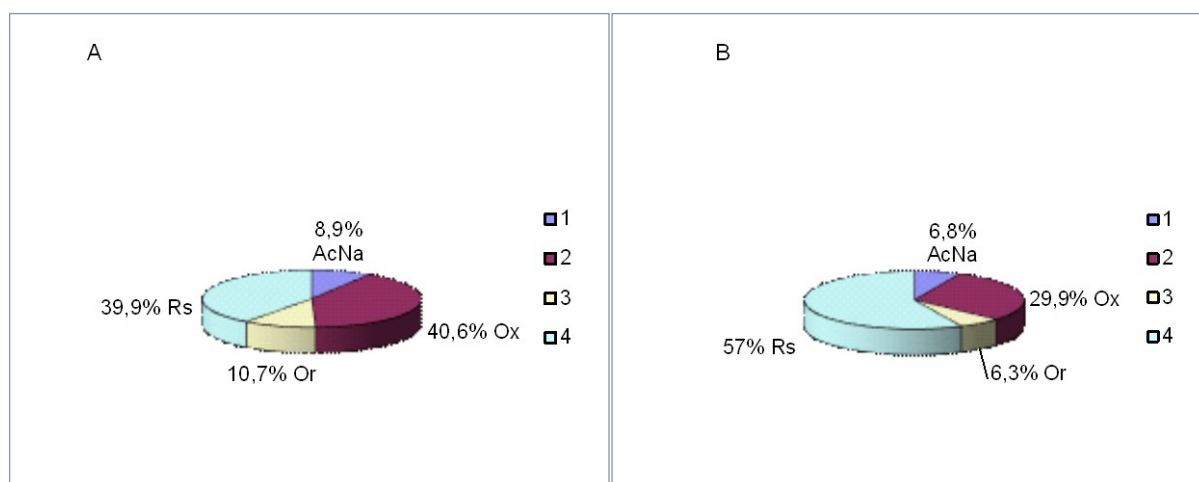 A
8,9%
AcNa
39,9% Rs
40,6% Ox
10,7% Or
1
2
3
4
B
6,8%
AcNa
29,9% Ox
57% Rs
6,3% Or
1
2
3
4